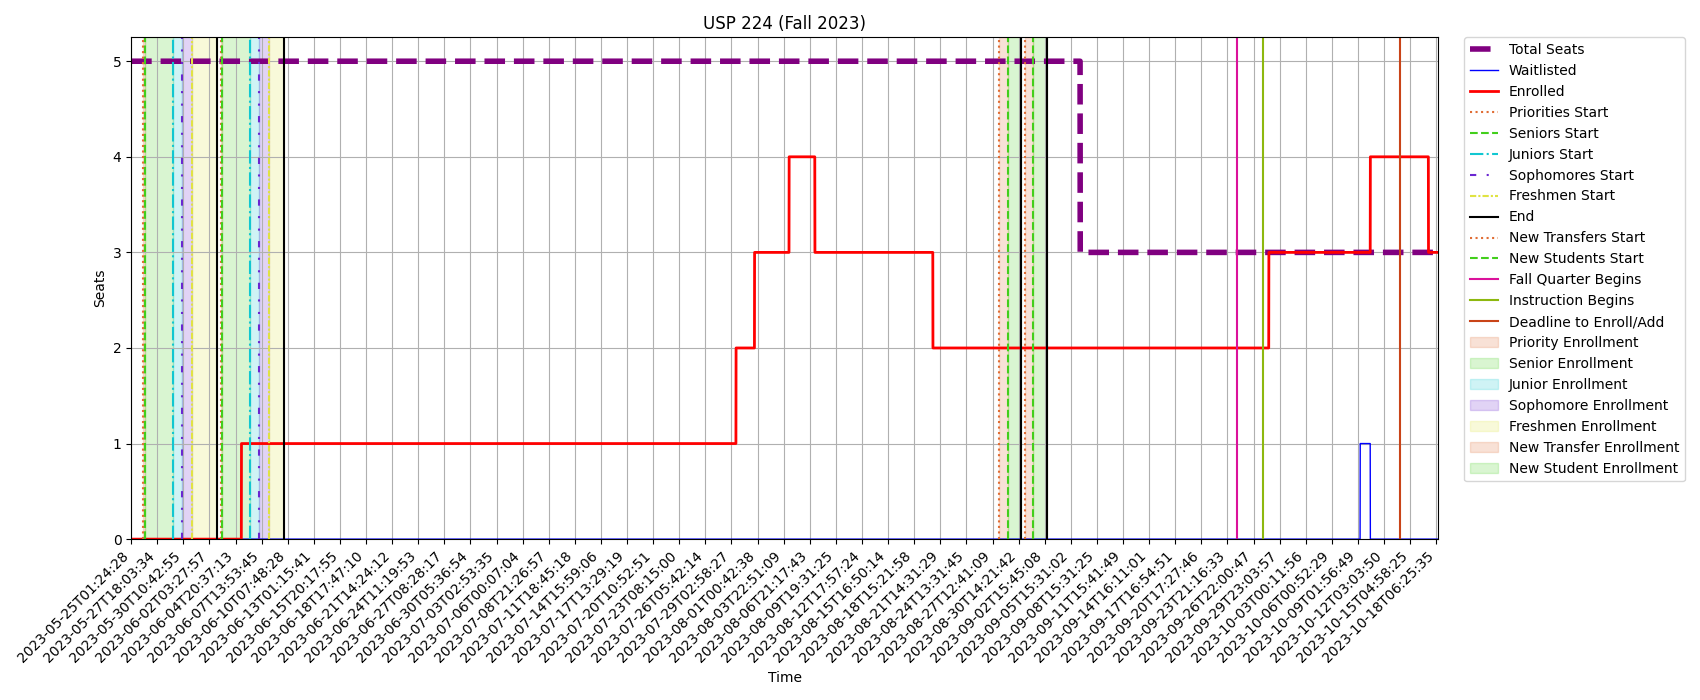 USP 224 (Fall 2023)
Seats
5
4
3
2
1
0
2023-05-25T01:24:28
2023-05-27T18:03:34
2023-05-30T10:42:55
2023-06-02T03:27:57
2023-06-04T20:37:13
2023-06-07T13:53:45
2023-06-10T07:48:28
2023-06-13T01:15:41
2023-06-15T20:17:55
2023-06-18T17:47:10
2023-06-21T14:24:12
2023-06-24T11:19:53
2023-06-27T08:28:17
2023-06-30T05:36:54
2023-07-03T02:53:35
2023-07-06T00:07:04
2023-07-08T21:26:57
2023-07-11T18:45:18
2023-07-14T15:59:06
2023-07-17T13:29:19
2023-07-20T10:52:51
2023-07-23T08:15:00
2023-07-26T05:42:14
2023-07-29T02:58:27
2023-08-01T00:42:38
2023-08-03T22:51:09
2023-08-06T21:17:43
2023-08-09T19:31:25
2023-08-12T17:57:24
2023-08-15T16:50:14
2023-08-18T15:21:58
2023-08-21T14:31:29
2023-08-24T13:31:45
2023-08-27T12:41:09
2023-08-30T14:21:42
2023-09-02T15:45:08
2023-09-05T15:31:02
2023-09-08T15:31:25
2023-09-11T15:41:49
2023-09-14T16:11:01
2023-09-17T16:54:51
2023-09-20T17:27:46
2023-09-23T21:16:33
2023-09-26T22:00:47
2023-09-29T23:03:57
2023-10-03T00:11:56
2023-10-06T00:52:29
2023-10-09T01:56:49
2023-10-12T03:03:50
2023-10-15T04:58:25
2023-10-18T06:25:35
Time
Total Seats
Waitlisted
Enrolled
Priorities Start
Seniors Start
Juniors Start
Sophomores Start
Freshmen Start
End
New Transfers Start
New Students Start
Fall Quarter Begins
Instruction Begins
Deadline to Enroll/Add
Priority Enrollment
Senior Enrollment
Junior Enrollment
Sophomore Enrollment
Freshmen Enrollment
New Transfer Enrollment
New Student Enrollment